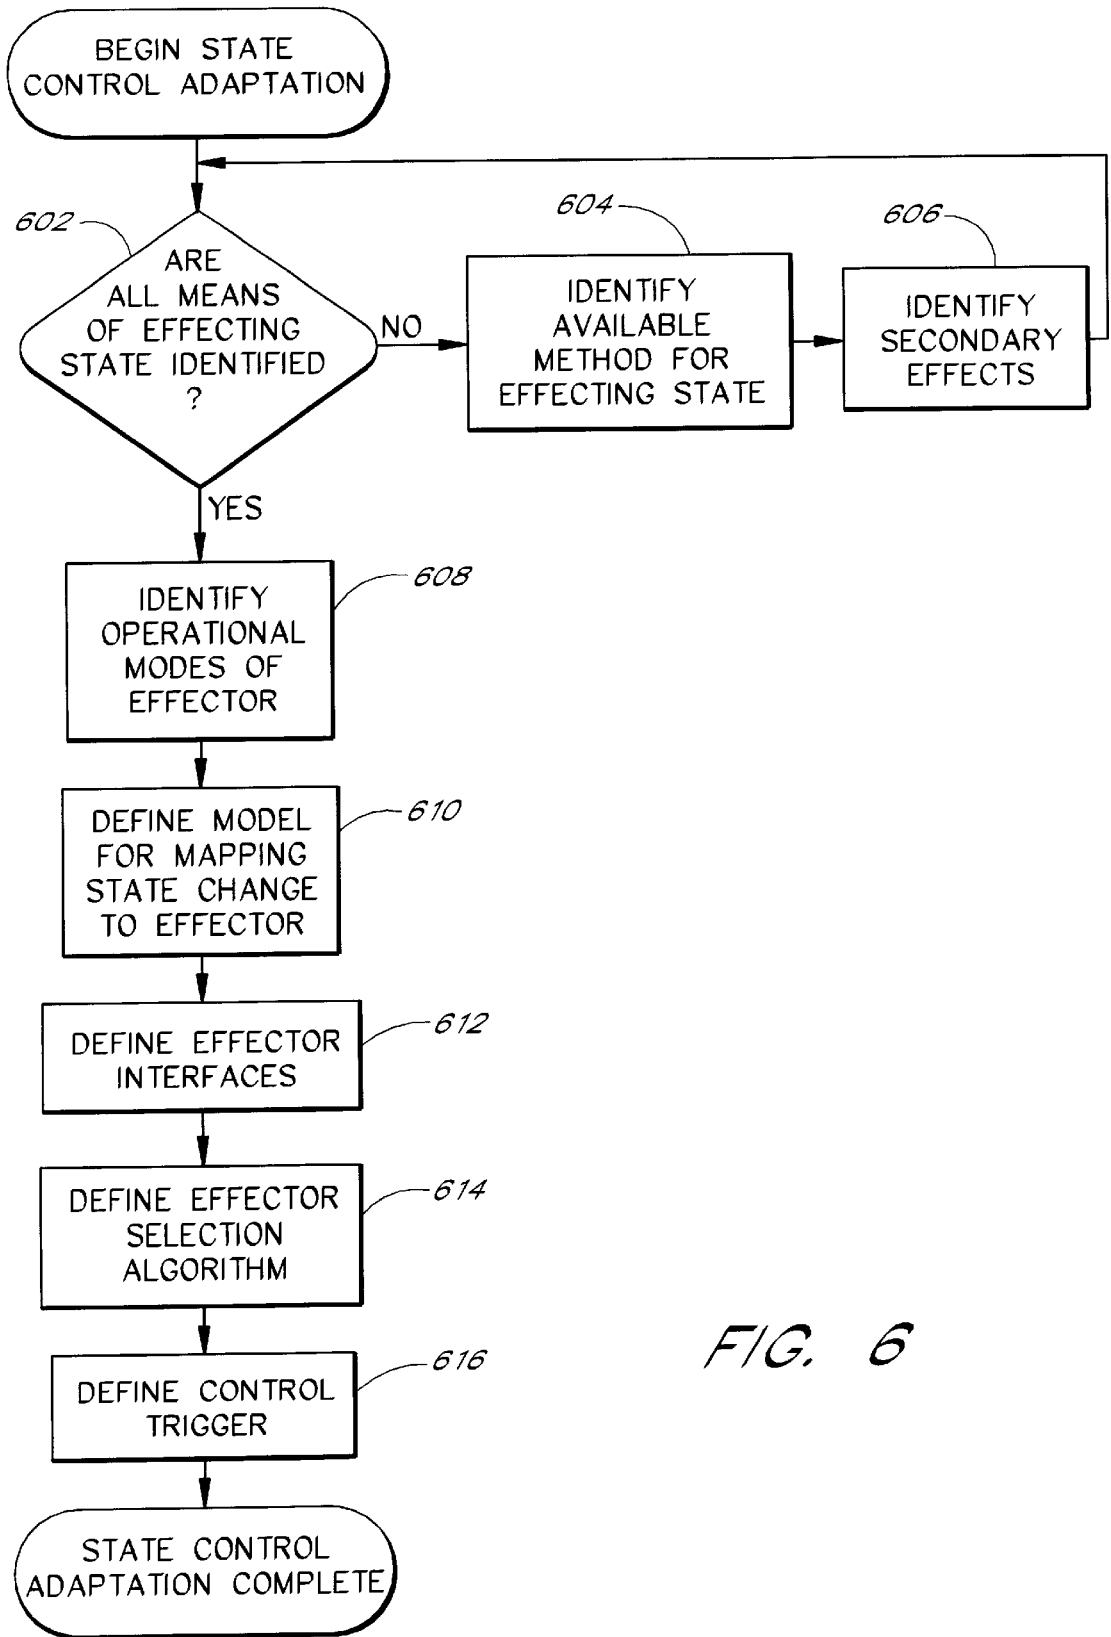 BEGIN STATE
CONTROL ADAPTATION
602
ARE
ALL MEANS
OF EFFECTING
STATE IDENTIFIED
?
NO
604
IDENTIFY
AVAILABLE
METHOD FOR
EFFECTING STATE
606
IDENTIFY
SECONDARY
EFFECTS
YES
608
IDENTIFY
OPERATIONAL
MODES OF
EFFECTOR
610
DEFINE MODEL
FOR MAPPING
STATE CHANGE
TO EFFECTOR
612
DEFINE EFFECTOR
INTERFACES
614
DEFINE EFFECTOR
SELECTION
ALGORITHM
616
DEFINE CONTROL
TRIGGER
STATE CONTROL
ADAPTATION COMPLETE
FIG. 6